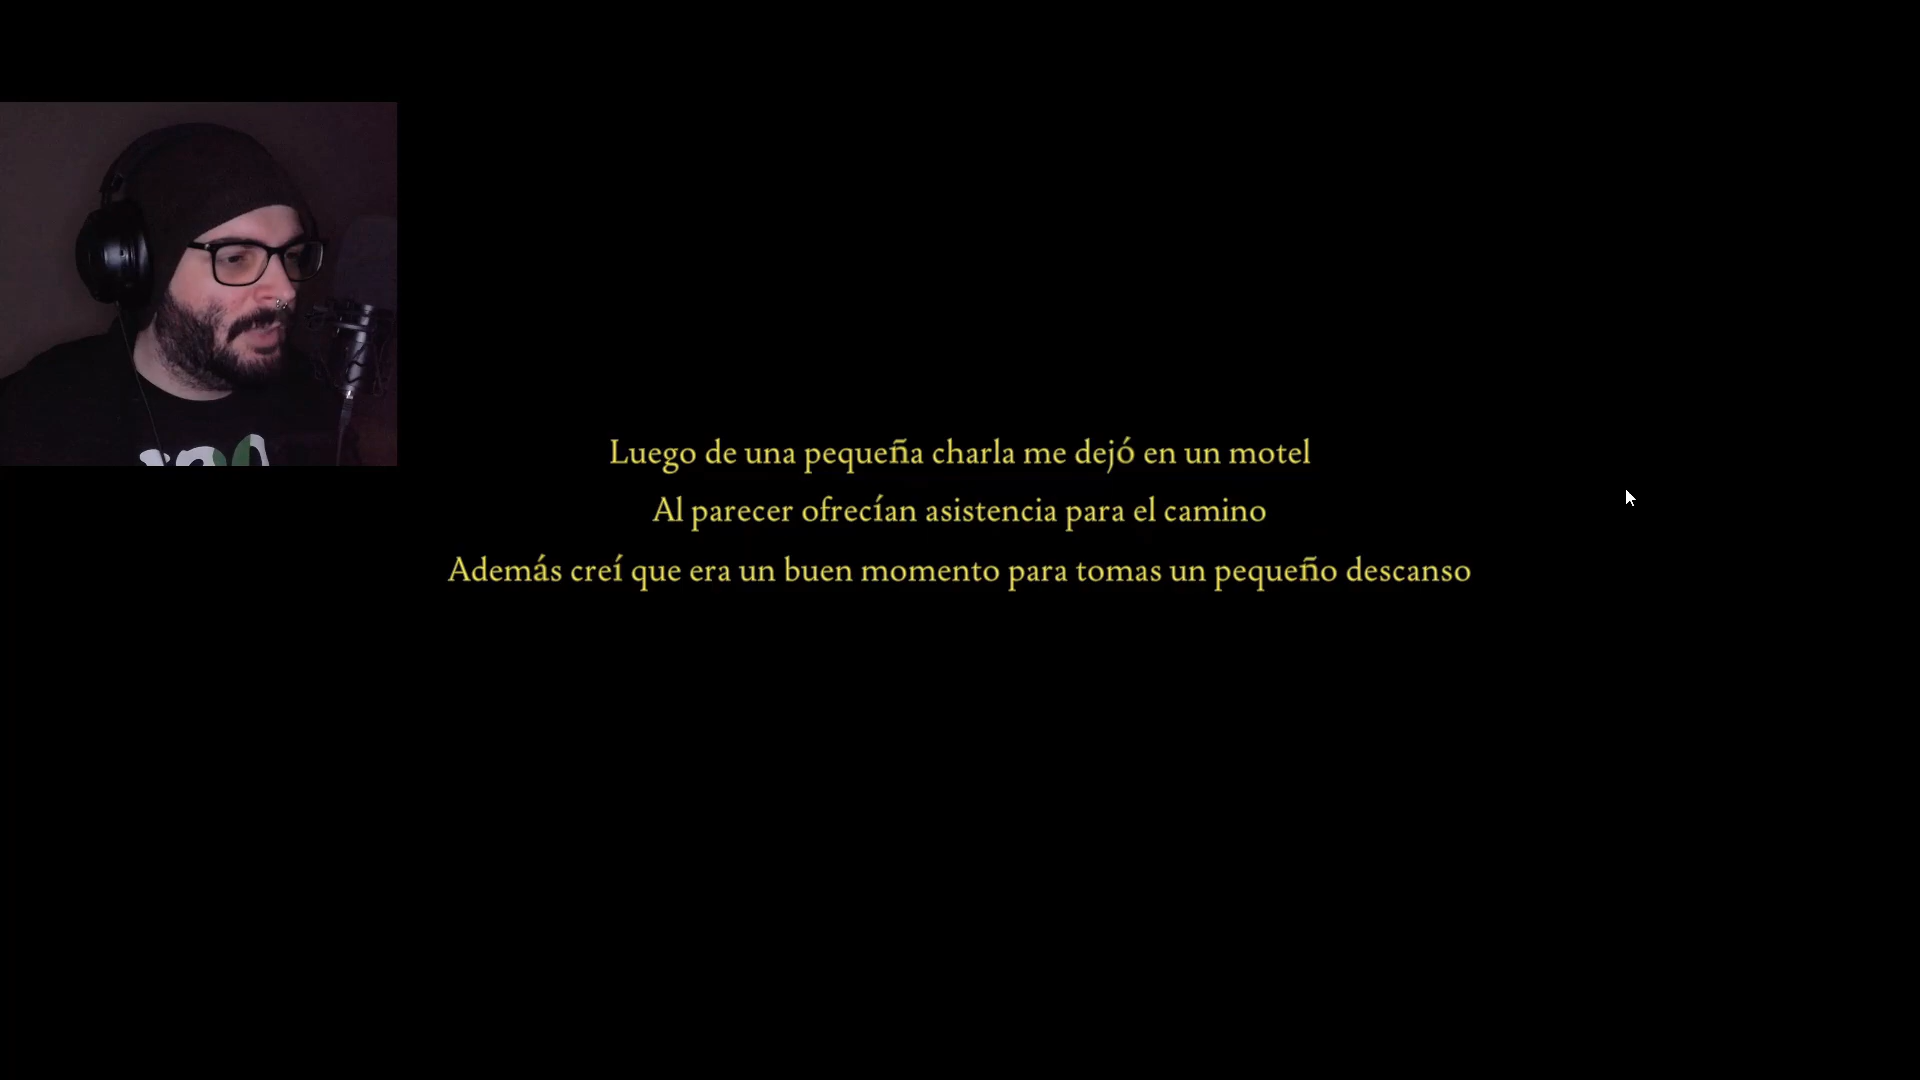 Luego de una pequeña charla me dejó en un motel
Al parecer ofrecían asistencia para el camino
Además creí que era un buen momento para tomas un pequeño descanso